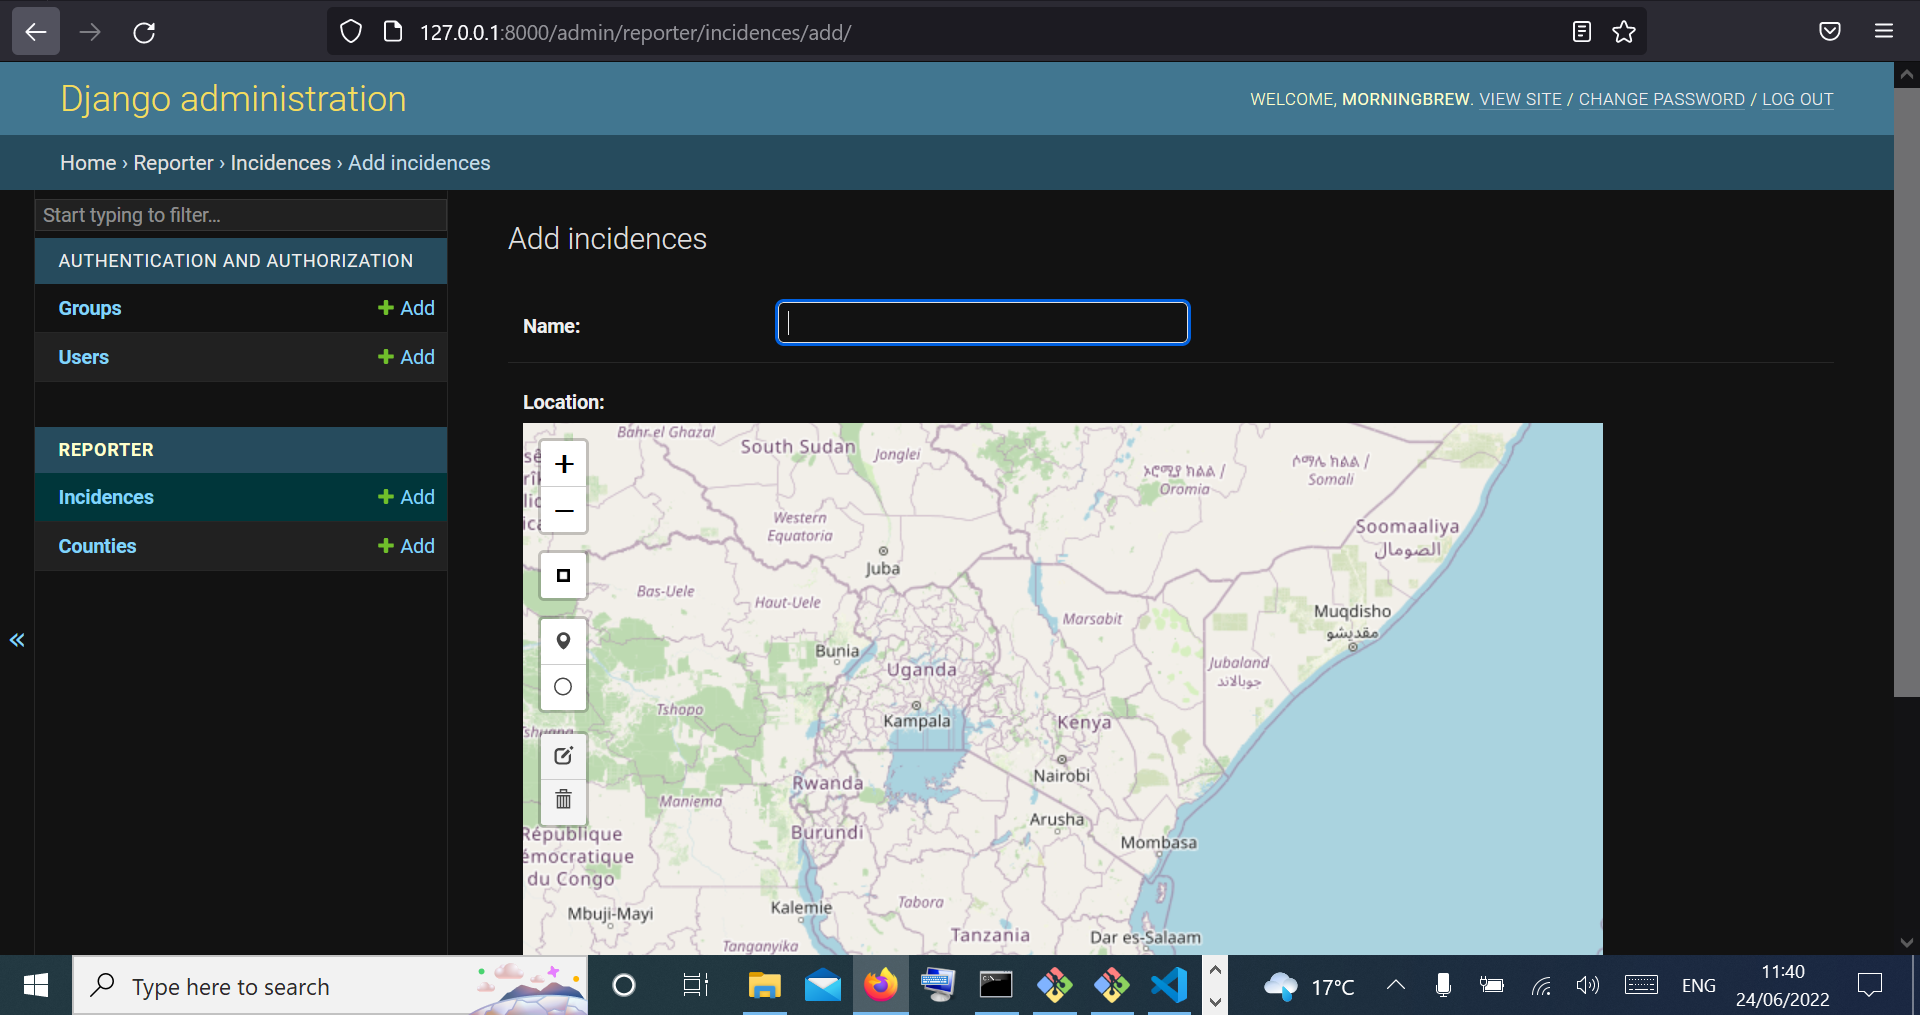 127.0.0.1:8000/admin/reporter/incidences/add/
Django administration
WELCOME, MORNINGBREW. VIEW SITE / CHANGE PASSWORD / LOG OUT
Home › Reporter › Incidences › Add incidences
Start typing to filter...
AUTHENTICATION AND AUTHORIZATION
Groups
Add
Users
Add
REPORTER
Incidences
Add
Counties
Add
«
Add incidences
Name:
Location:
Bahr el Ghazal
South Sudan
Jonglei
ኦሮሚያ ክልል /
Oromia
ሶማሌ ክልል /
Somali
Western
Equatoria
Soomaaliya
الصومال
Juba
Bas-Uele
Haut-Uele
Marsabit
Muqdisho
مقديشو
Bunia
Uganda
Jubaland
جوبالاند
Tshopo
Kampala
Kenya
Tshuapa
Nairobi
Rwanda
Maniema
Arusha
Burundi
République
émocratique
du Congo
Mombasa
Mbuji-Mayi
Kalemie
Tabora
Tanganyika
Tanzania
Dar es-Salaam
Type here to search
17°C
ENG
11:40
24/06/2022